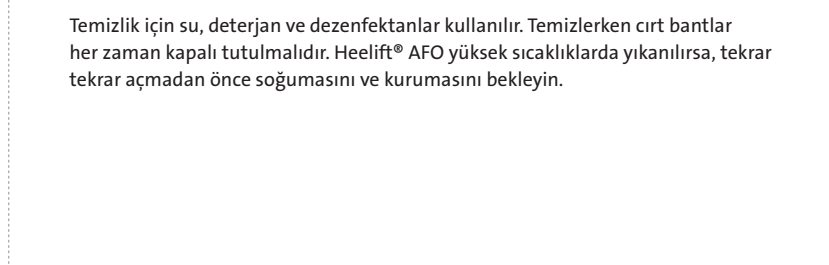 Temizlik için su, deterjan ve dezenfektanlar kullanılır. Temizlerken cırt bantlar
her zaman kapalı tutulmalıdır. Heelift® AFO yüksek sıcaklıklarda yıkanılırsa, tekrar
tekrar açmadan önce soğumasını ve kurumasını bekleyin.